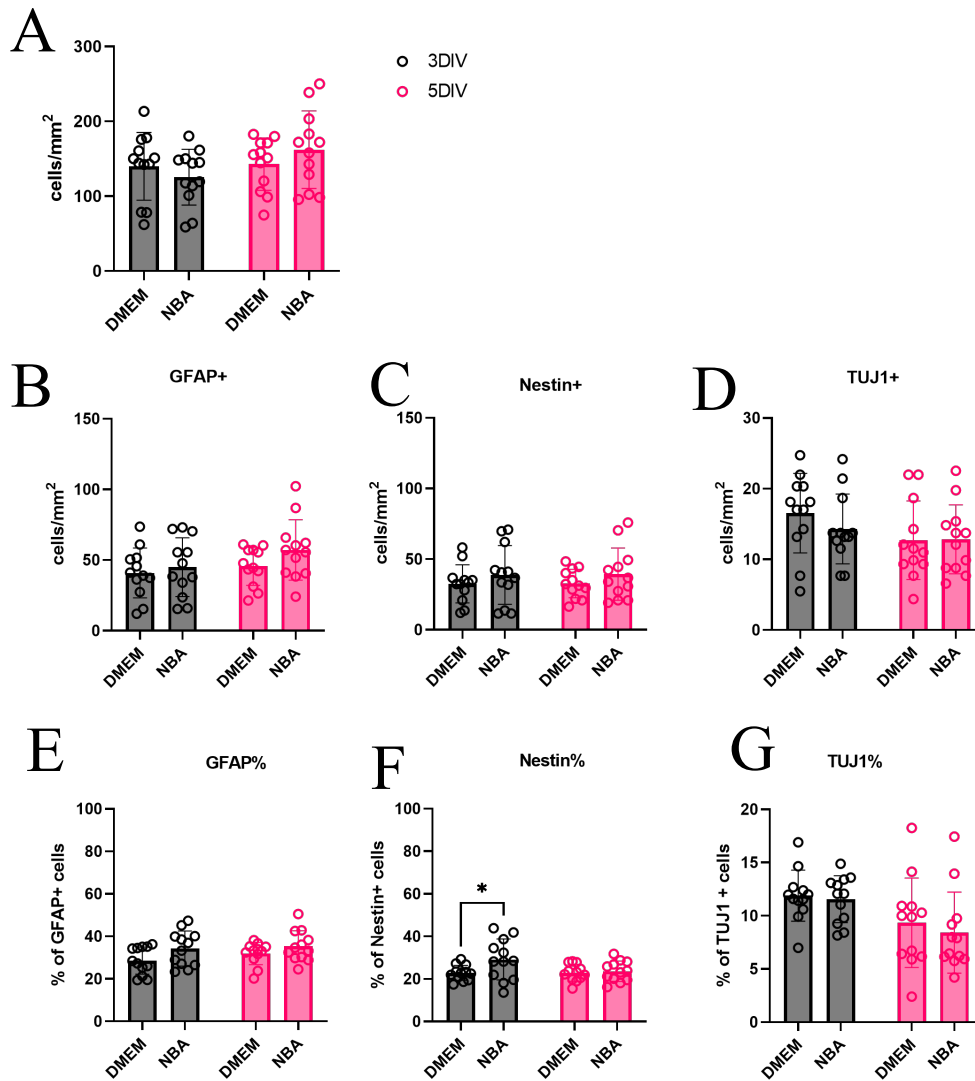 A
300
200
100
0
cells/mm²
DMEM
NBA
DMEM
NBA
3DIV
5DIV
B
GFAP+
150
100
50
0
cells/mm²
DMEM
NBA
DMEM
NBA
C
Nestin+
150
100
50
0
cells/mm²
DMEM
NBA
DMEM
NBA
D
TUJ1+
30
20
10
0
cells/mm²
DMEM
NBA
DMEM
NBA
E
GFAP%
100
80
60
40
20
0
% of GFAP+ cells
DMEM
NBA
DMEM
NBA
F
Nestin%
100
80
60
40
20
0
% of Nestin+ cells
*
DMEM
NBA
DMEM
NBA
G
TUJ1%
20
15
10
5
0
% of TUJ1 + cells
DMEM
NBA
DMEM
NBA